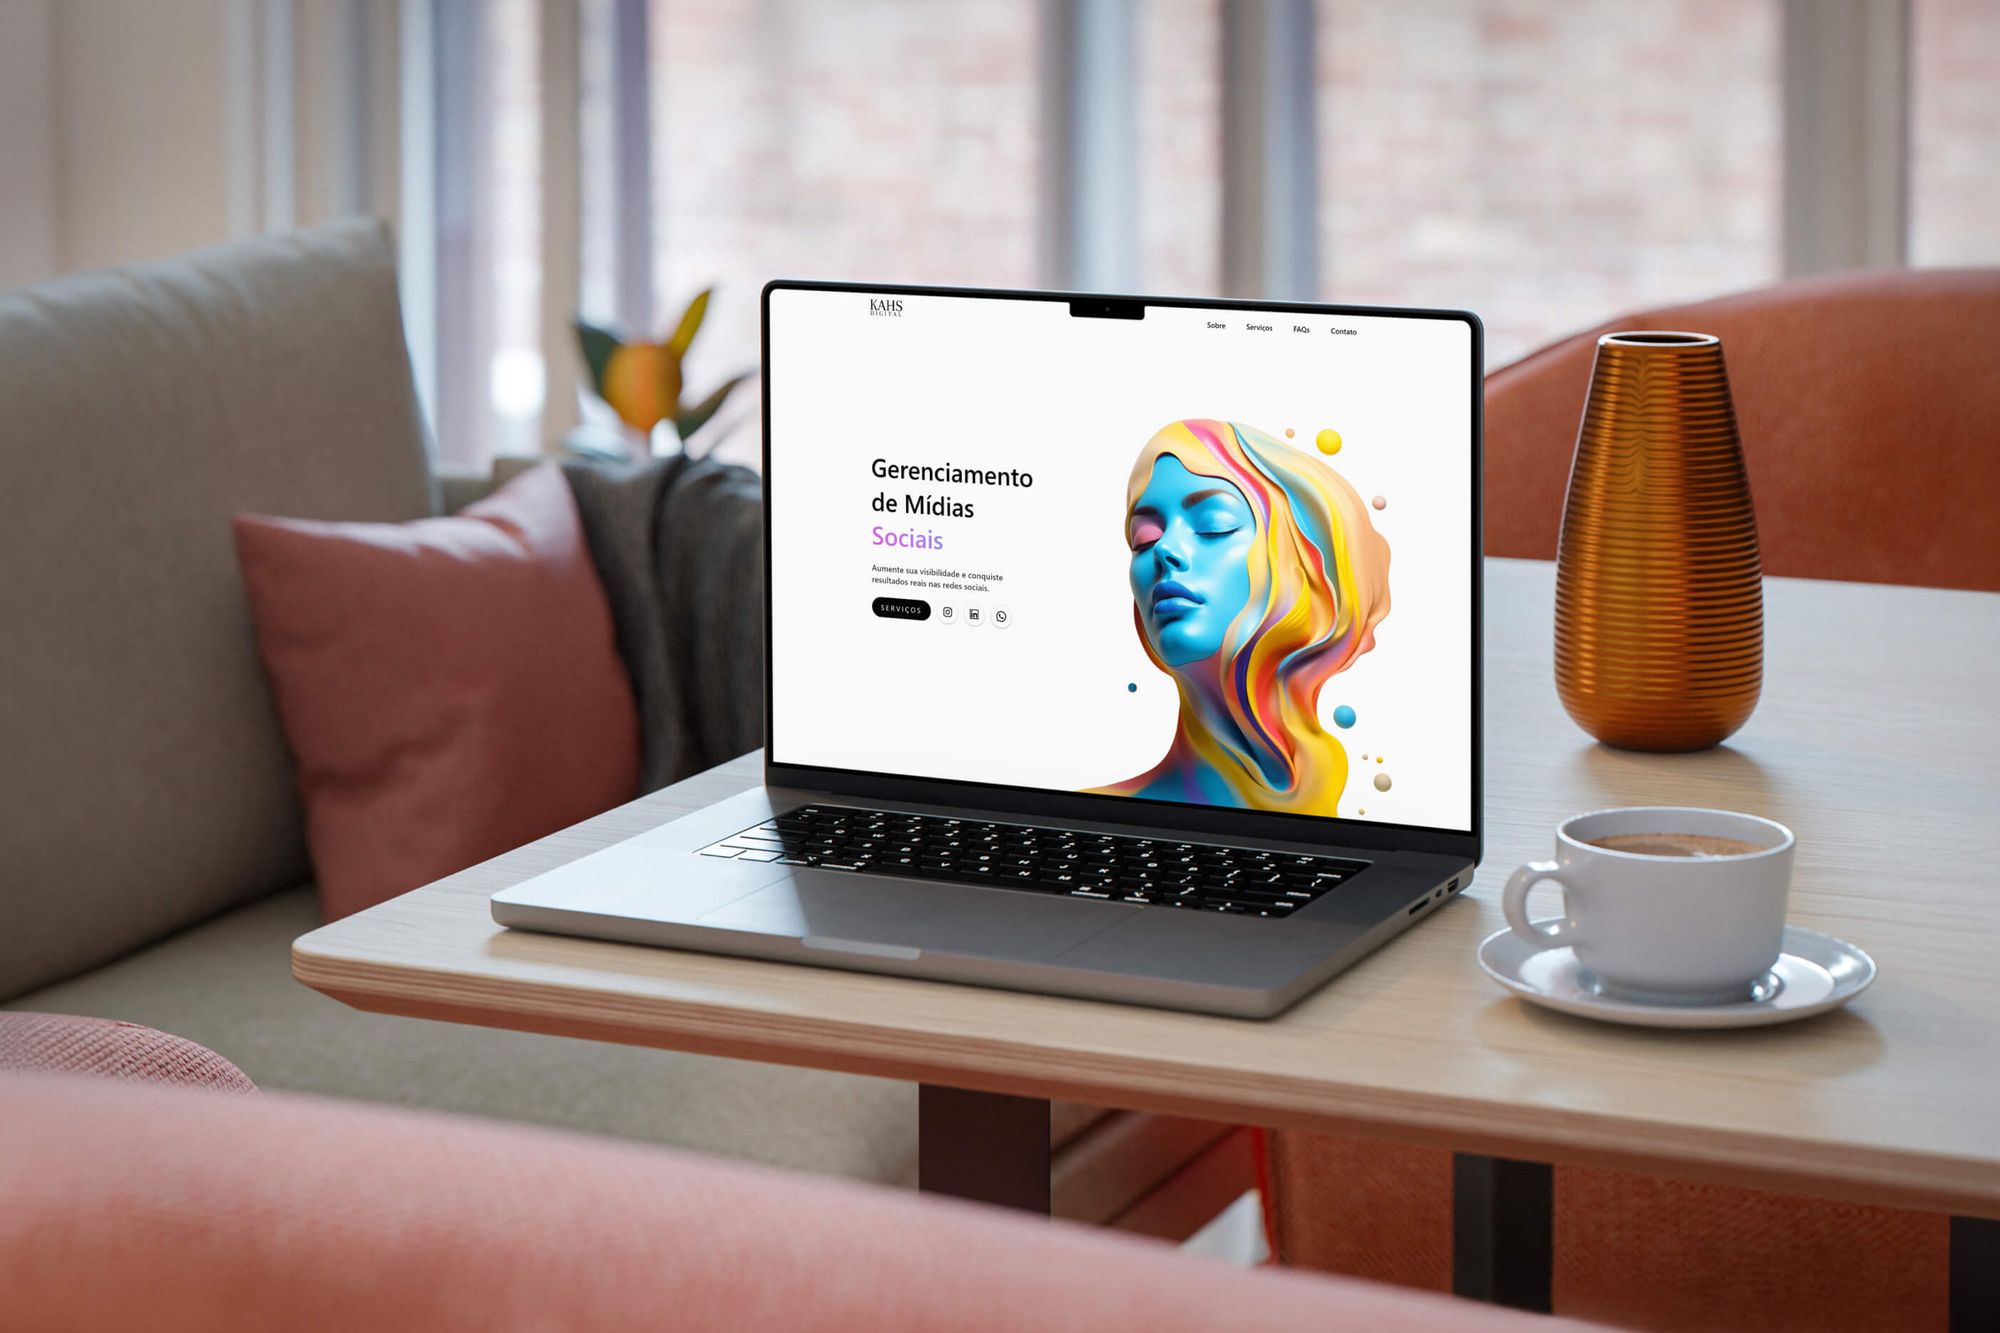 KAHS
DIGITAL
Sobre Serviços FAQs Contato
Gerenciamento
de Mídias
Sociais
Aumente sua visibilidade e conquiste
resultados reais nas redes sociais.
SERVIÇOS